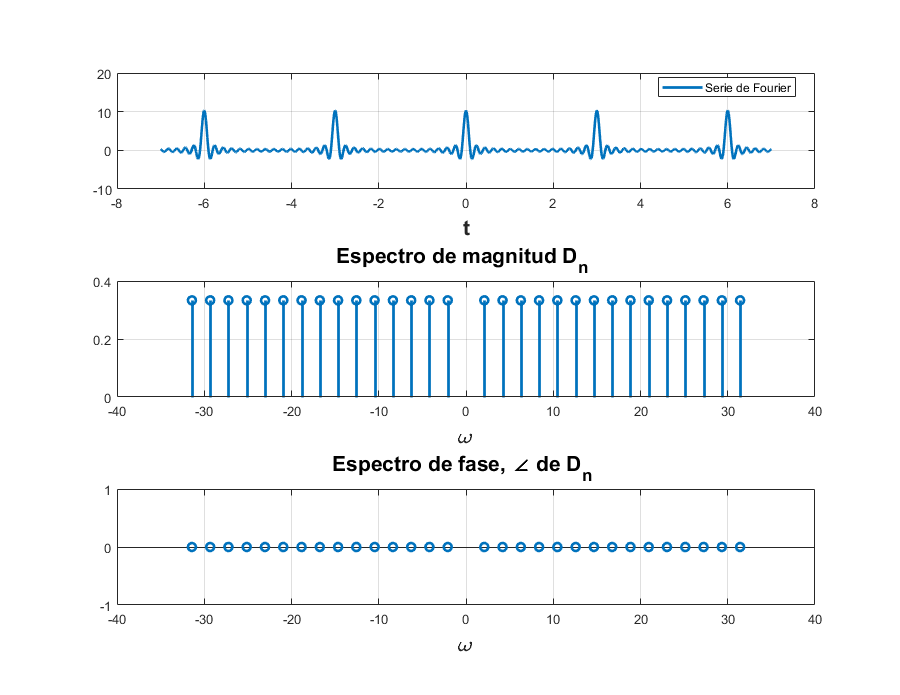 20
10
0
-10
Serie de Fourier
-8 -6 -4 -2 0 2 4 6 8
t
Espectro de magnitud Dn
0.4
0.2
0
-40 -30 -20 -10 0 10 20 30 40
ω
Espectro de fase, ∠ de Dn
1
0
-1
-40 -30 -20 -10 0 10 20 30 40
ω